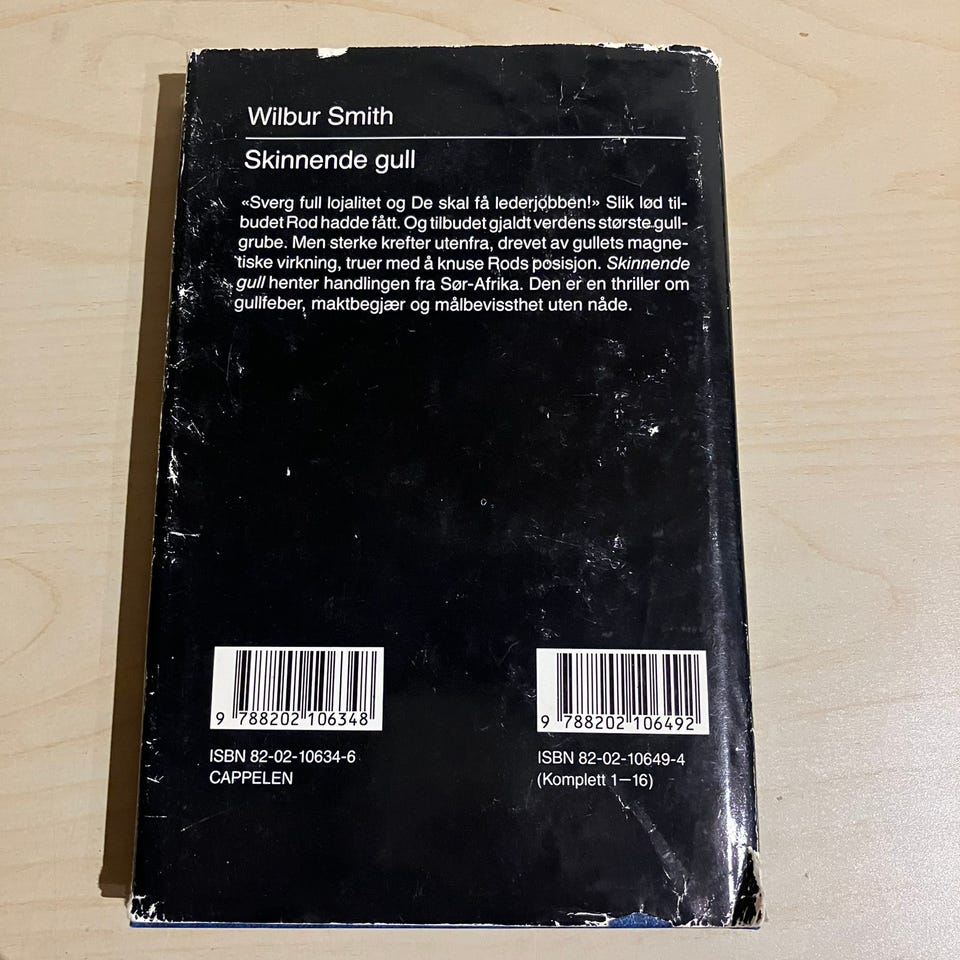 Wilbur Smith
Skinnende gull
«Sverg full lojalitet og De skal få lederjobben!» Slik lød til-
budet Rod hadde fått. Og tilbudet gjaldt verdens største gull-
grube. Men sterke krefter utenfra, drevet av gullets magne-
tiske virkning, truer med å knuse Rods posisjon. Skinnende
gull henter handlingen fra Sør-Afrika. Den er en thriller om
gullfeber, maktbegjær og målbevissthet uten nåde.
9 788202 106348
ISBN 82-02-10634-6
CAPPELEN
9 788202 106492
ISBN 82-02-10649-4
(Komplett 1–16)